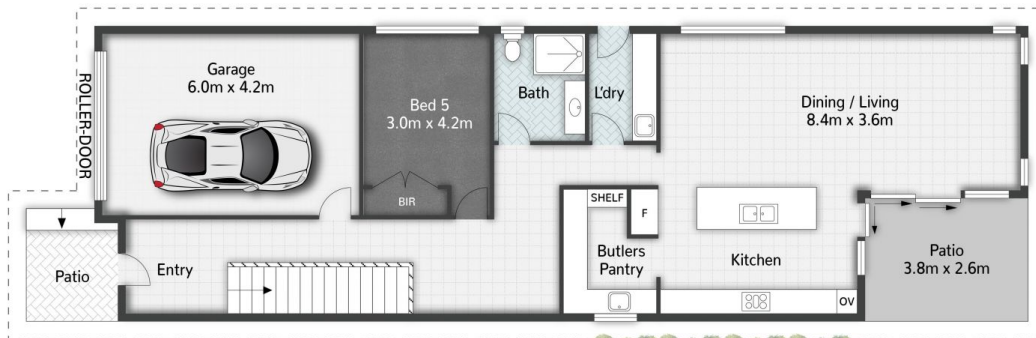 ROLLER-DOOR
Garage
6.0m x 4.2m
Bed 5
3.0m x 4.2m
BIR
Bath
L'dry
Dining / Living
8.4m x 3.6m
SHELF
F
Butlers
Pantry
Kitchen
OV
Patio
3.8m x 2.6m
Patio
Entry